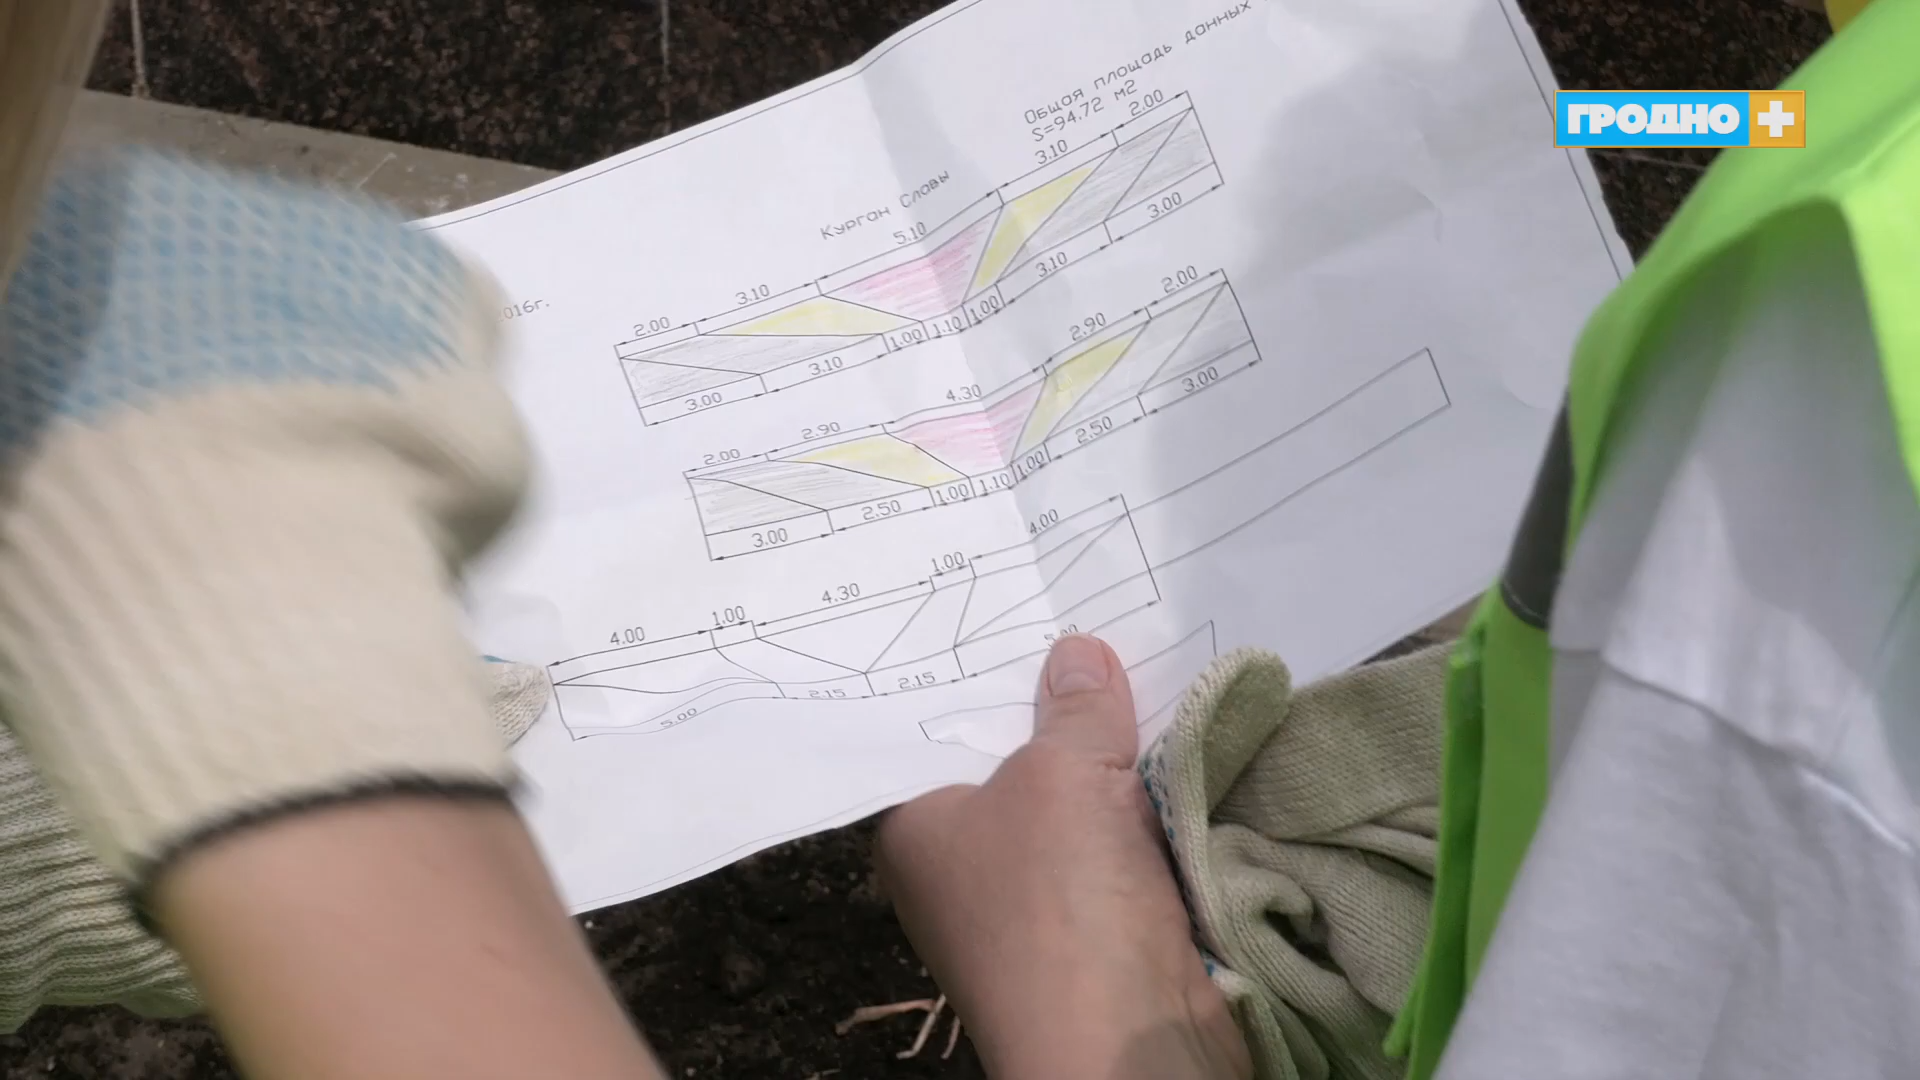 ГРОДНО +
Общая площадь данных
S=94.72 м2
Курган Славы
2016г.
2.00 3.10 5.10 3.10 2.00
3.00 3.10 1.00 1.10 1.00 3.10 3.00
2.00 2.90 4.30 2.90 2.00
3.00 2.50 1.00 1.10 1.00 2.50 3.00
4.00 1.00 4.30 1.00 4.00
5.00 2.15 2.15 5.00